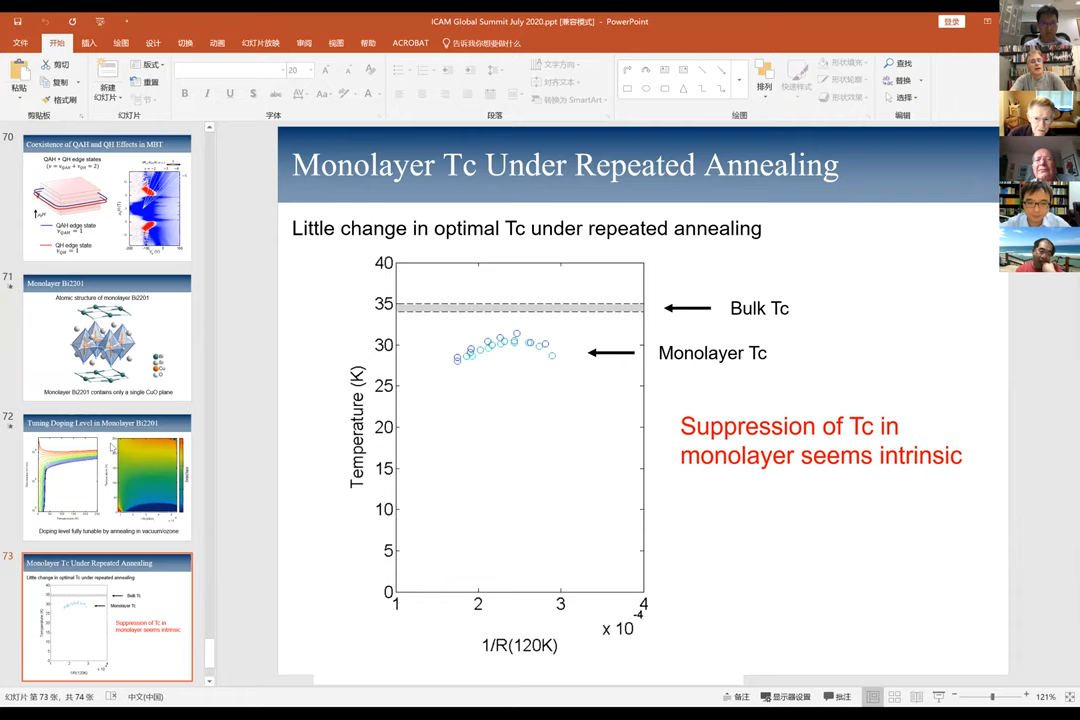 ICAM Global Summit July 2020.ppt [兼容模式] - PowerPoint
登录
文件 开始 插入 绘图 设计 切换 动画 幻灯片放映 审阅 视图 帮助 ACROBAT 告诉我你想要做什么
粘贴
剪切
复制
格式刷
剪贴板
新建
幻灯片
版式
重置
节
幻灯片
20
B I U S abc AV Aa A
字体
文字方向
对齐文本
转换为 SmartArt
段落
排列
快速样式
形状填充
形状轮廓
形状效果
绘图
查找
替换
选择
编辑
70
Coexistence of QAH and QH Effects in MBT
QAH + QH edge states
QAH edge state
QH edge state
71
Monolayer Bi2201
Atomic structure of monolayer Bi2201
Monolayer Bi2201 contains only a single CuO plane
72
Tuning Doping Level in Monolayer Bi2201
Doping level fully tunable by annealing in vacuum/ozone
73
Monolayer Tc Under Repeated Annealing
Little change in optimal Tc under repeated annealing
Bulk Tc
Monolayer Tc
Suppression of Tc in
monolayer seems intrinsic
Temperature (K)
1/R(120K)
Monolayer Tc Under Repeated Annealing
Little change in optimal Tc under repeated annealing
40
35
30
25
20
15
10
5
0
Temperature (K)
1 2 3 4
x 10
-4
1/R(120K)
Bulk Tc
Monolayer Tc
Suppression of Tc in
monolayer seems intrinsic
幻灯片 第 73 张，共 74 张 中文(中国)
备注 显示器设置 批注 121%